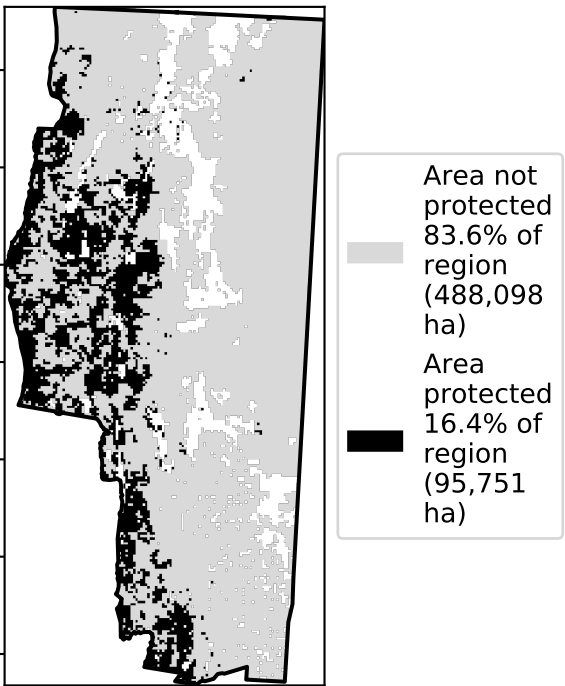 Area not
protected
83.6% of
region
(488,098
ha)
Area
protected
16.4% of
region
(95,751
ha)